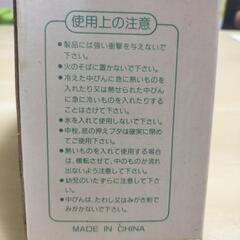 使用上の注意
●製品には強い衝撃を与えないで
下さい。
●火のそばに置かないで下さい。
●冷えた中びんに急に熱いものを
入れたり又は熱せられた中びん
に急に冷いものを入れたりする
ことはさけて下さい。
●氷を入れて使用しないで下さい。
●中栓、底の押えブタは確実に閉め
てご使用下さい。
●熱いものを入れて使用する場合
は、横転させて、中のものが流れ
出ないよう注意して下さい。
●幼児のいたずらに注意して下さ
い。
●中びんは、たわし又はみがき粉で
みがかないで下さい。
MADE IN CHINA